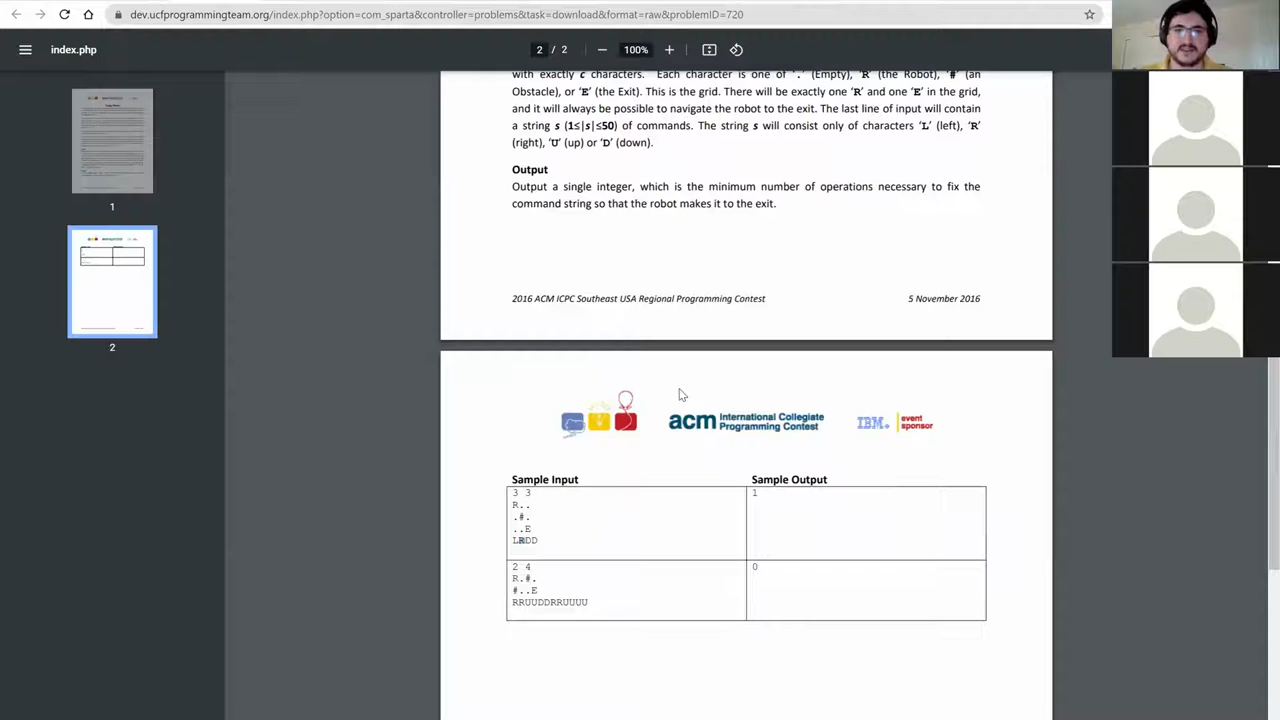 dev.ucfprogrammingteam.org/index.php?option=com_sparta&controller=problems&task=download&format=raw&problemID=720
index.php
2 / 2
100%
1
2
with exactly c characters. Each character is one of '.' (Empty), 'R' (the Robot), '#' (an
Obstacle), or 'E' (the Exit). This is the grid. There will be exactly one 'R' and one 'E' in the grid,
and it will always be possible to navigate the robot to the exit. The last line of input will contain
a string s (1≤|s|≤50) of commands. The string s will consist only of characters 'L' (left), 'R'
(right), 'U' (up) or 'D' (down).
Output
Output a single integer, which is the minimum number of operations necessary to fix the
command string so that the robot makes it to the exit.
2016 ACM ICPC Southeast USA Regional Programming Contest
5 November 2016
acm International Collegiate
Programming Contest
IBM. event
sponsor
Sample Input
Sample Output
3 3
1
R..
.#.
..E
LRDD
2 4
0
R.#.
#..E
RRUUDDRRUUUU